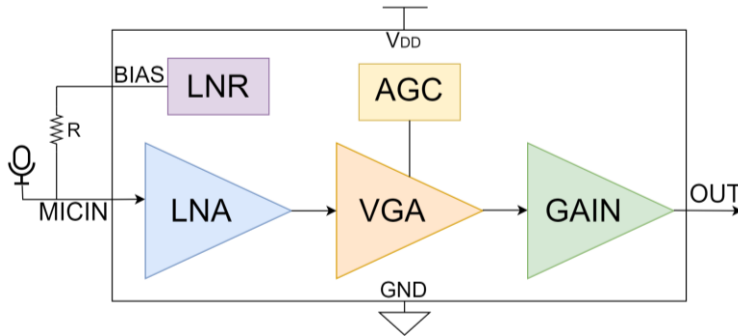 VDD
BIAS
LNR
AGC
R
MICIN
LNA
VGA
GAIN
OUT
GND